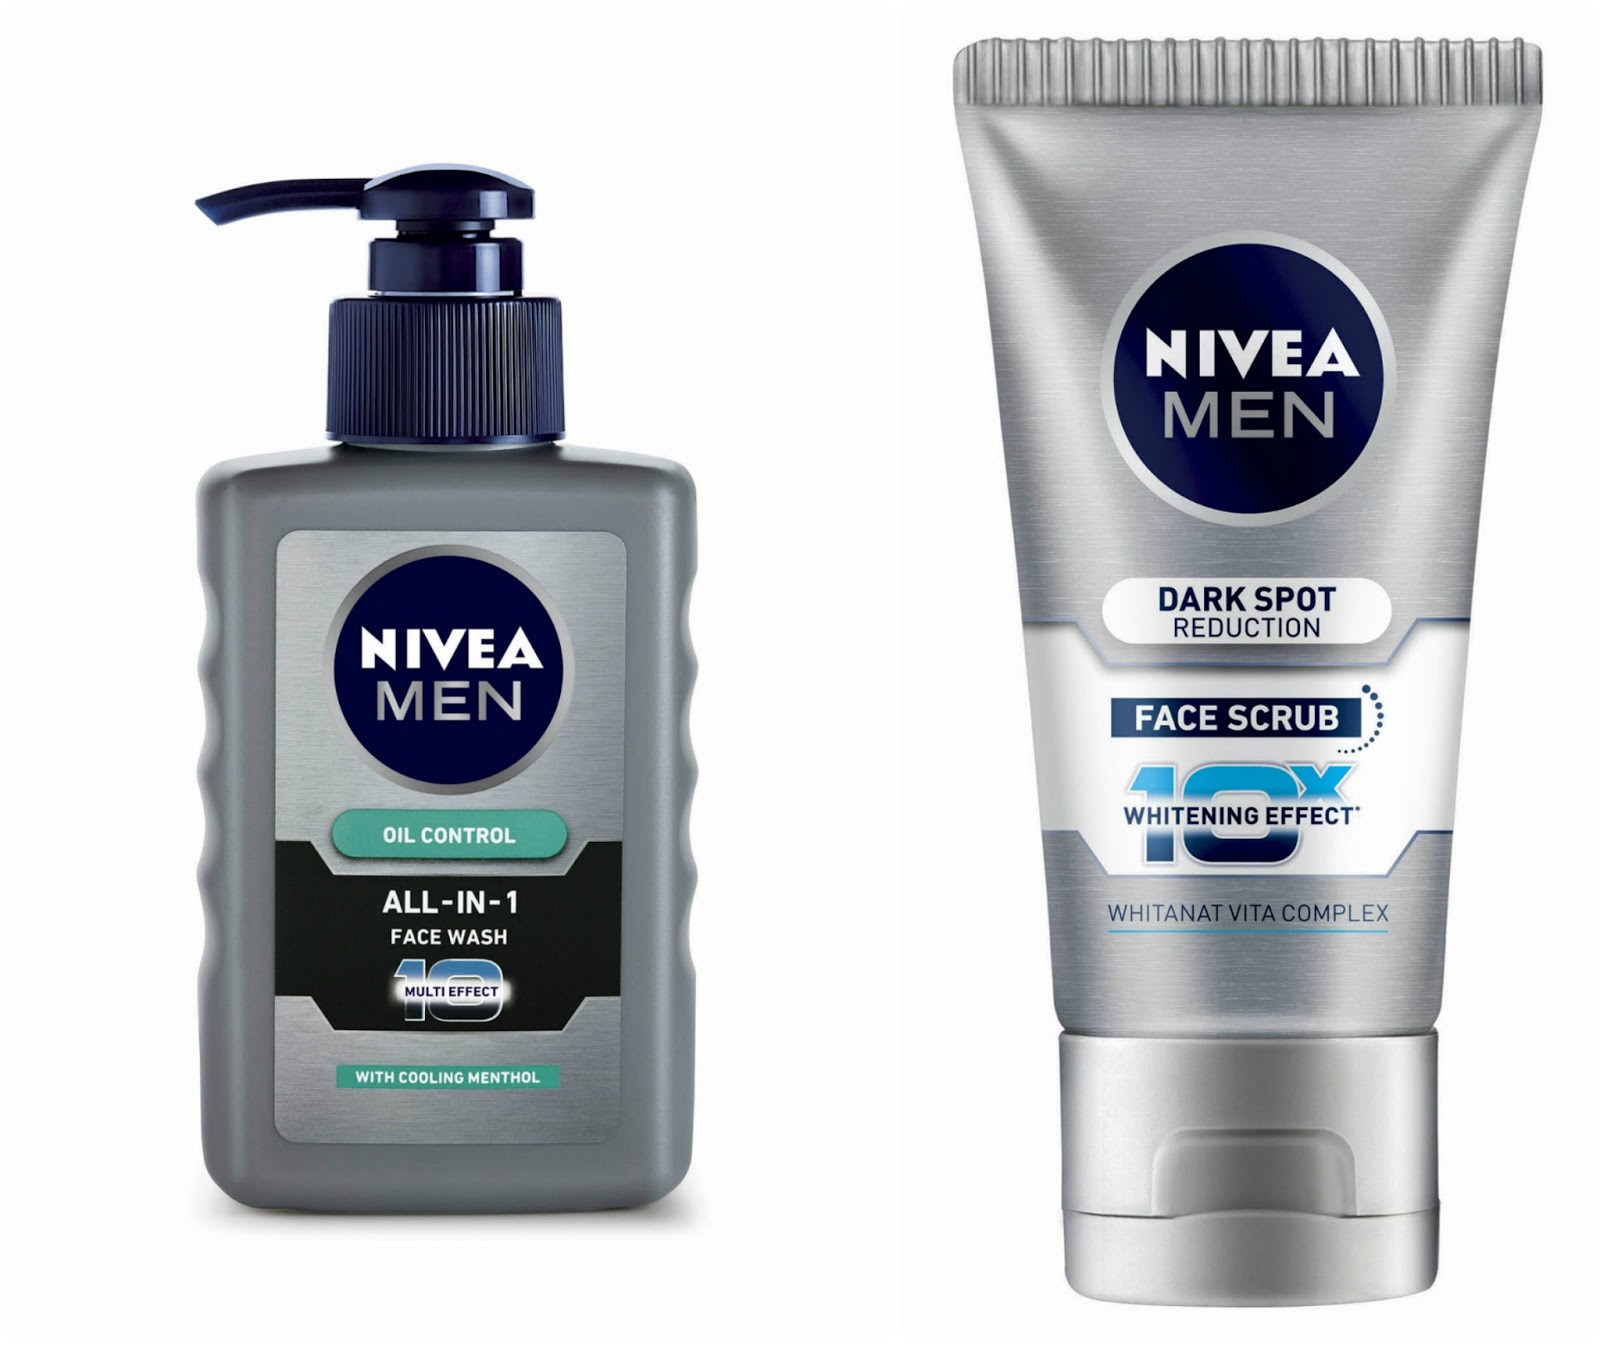 NIVEA
MEN
OIL CONTROL
ALL-IN-1
FACE WASH
10
MULTI EFFECT
WITH COOLING MENTHOL
NIVEA
MEN
DARK SPOT
REDUCTION
FACE SCRUB
10X
WHITENING EFFECT*
WHITANAT VITA COMPLEX